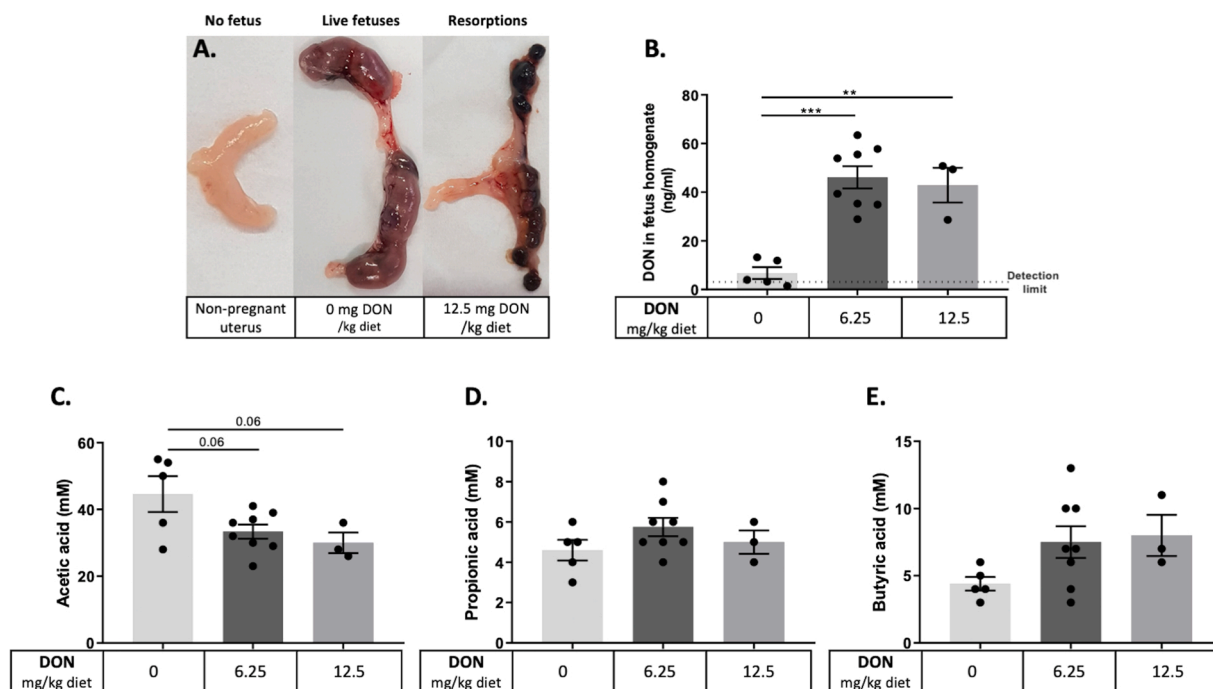 No fetus
Live fetuses
Resorptions
A.
Non-pregnant
uterus
0 mg DON
/kg diet
12.5 mg DON
/kg diet
B.
DON in fetus homogenate
(ng/ml)
80
60
40
20
0
**
***
Detection
limit
DON
mg/kg diet
0
6.25
12.5
C.
Acetic acid (mM)
60
40
20
0
0.06
0.06
DON
mg/kg diet
0
6.25
12.5
D.
Propionic acid (mM)
10
8
6
4
2
0
DON
mg/kg diet
0
6.25
12.5
E.
Butyric acid (mM)
15
10
5
0
DON
mg/kg diet
0
6.25
12.5